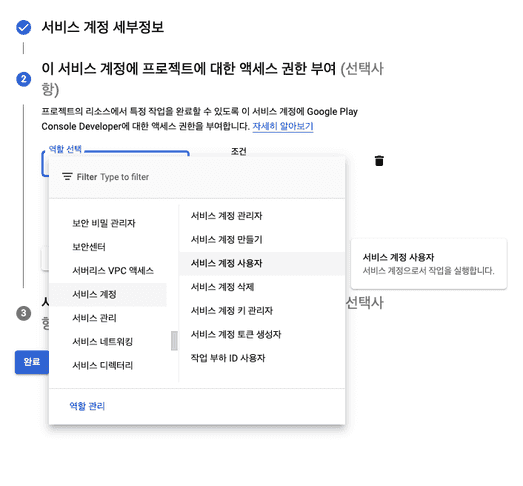 서비스 계정 세부정보
2
이 서비스 계정에 프로젝트에 대한 액세스 권한 부여 (선택사
항)
프로젝트의 리소스에서 특정 작업을 완료할 수 있도록 이 서비스 계정에 Google Play
Console Developer에 대한 액세스 권한을 부여합니다. 자세히 알아보기
역할 선택
조건
Filter Type to filter
보안 비밀 관리자
보안센터
서버리스 VPC 액세스
서비스 계정
서비스 관리
서비스 네트워킹
서비스 디렉터리
서비스 계정 관리자
서비스 계정 만들기
서비스 계정 사용자
서비스 계정 삭제
서비스 계정 키 관리자
서비스 계정 토큰 생성자
작업 부하 ID 사용자
역할 관리
서비스 계정 사용자
서비스 계정으로서 작업을 실행합니다.
3
선택사
완료